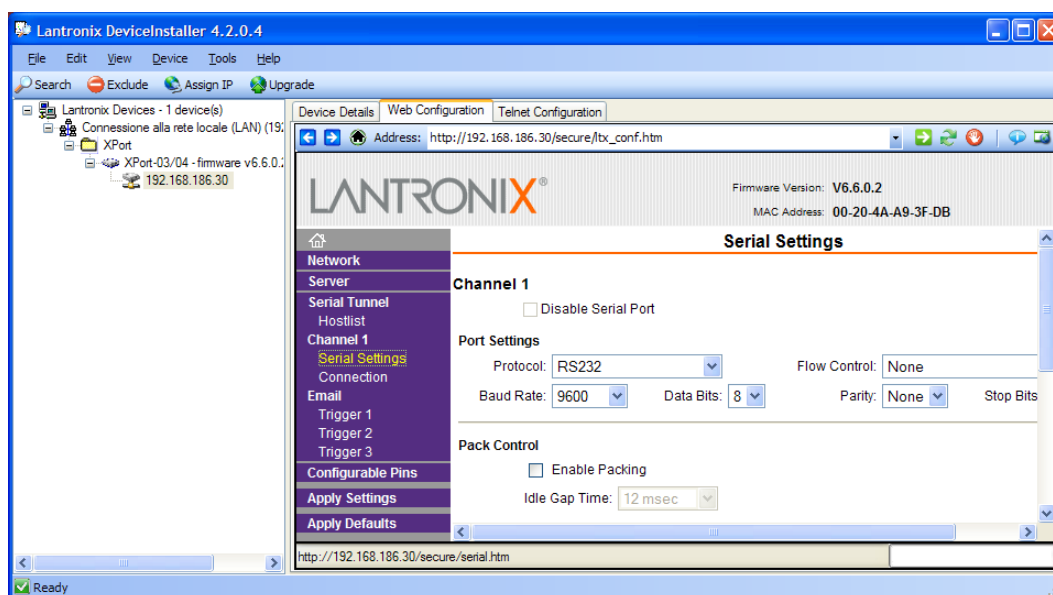 Lantronix DeviceInstaller 4.2.0.4
File Edit View Device Tools Help
Search Exclude Assign IP Upgrade
Lantronix Devices - 1 device(s)
Connessione alla rete locale (LAN) (192
XPort
XPort-03/04 - firmware v6.6.0.2
192.168.186.30
Device Details Web Configuration Telnet Configuration
Address: http://192.168.186.30/secure/ltx_conf.htm
LANTRONIX®
Firmware Version: V6.6.0.2
MAC Address: 00-20-4A-A9-3F-DB
Network
Server
Serial Tunnel
Hostlist
Channel 1
Serial Settings
Connection
Email
Trigger 1
Trigger 2
Trigger 3
Configurable Pins
Apply Settings
Apply Defaults
Serial Settings
Channel 1
Disable Serial Port
Port Settings
Protocol: RS232 Flow Control: None
Baud Rate: 9600 Data Bits: 8 Parity: None Stop Bits
Pack Control
Enable Packing
Idle Gap Time: 12 msec
http://192.168.186.30/secure/serial.htm
Ready